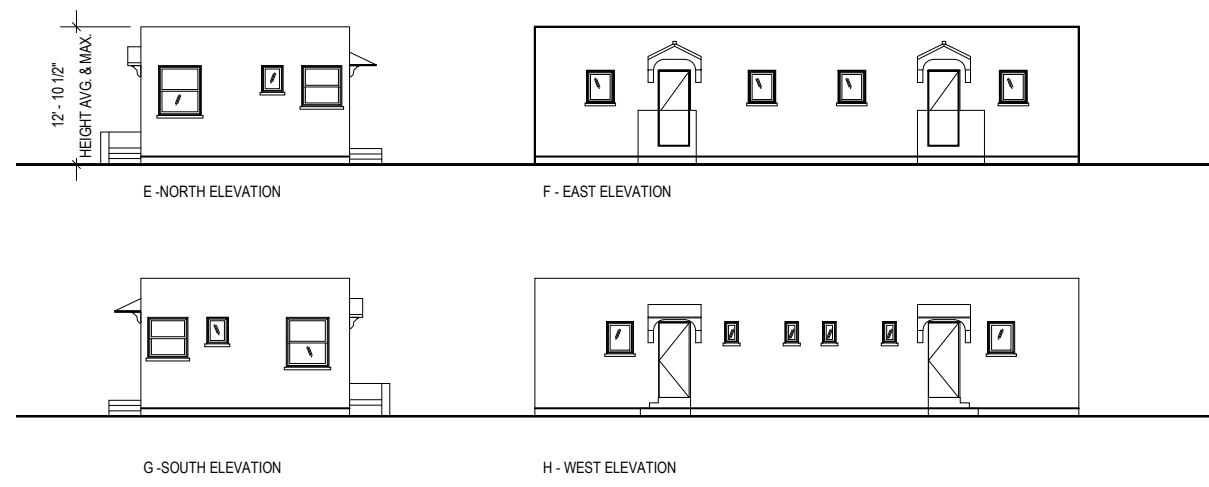 12' - 10 1/2"
HEIGHT AVG. & MAX.
E -NORTH ELEVATION
F - EAST ELEVATION
G -SOUTH ELEVATION
H - WEST ELEVATION